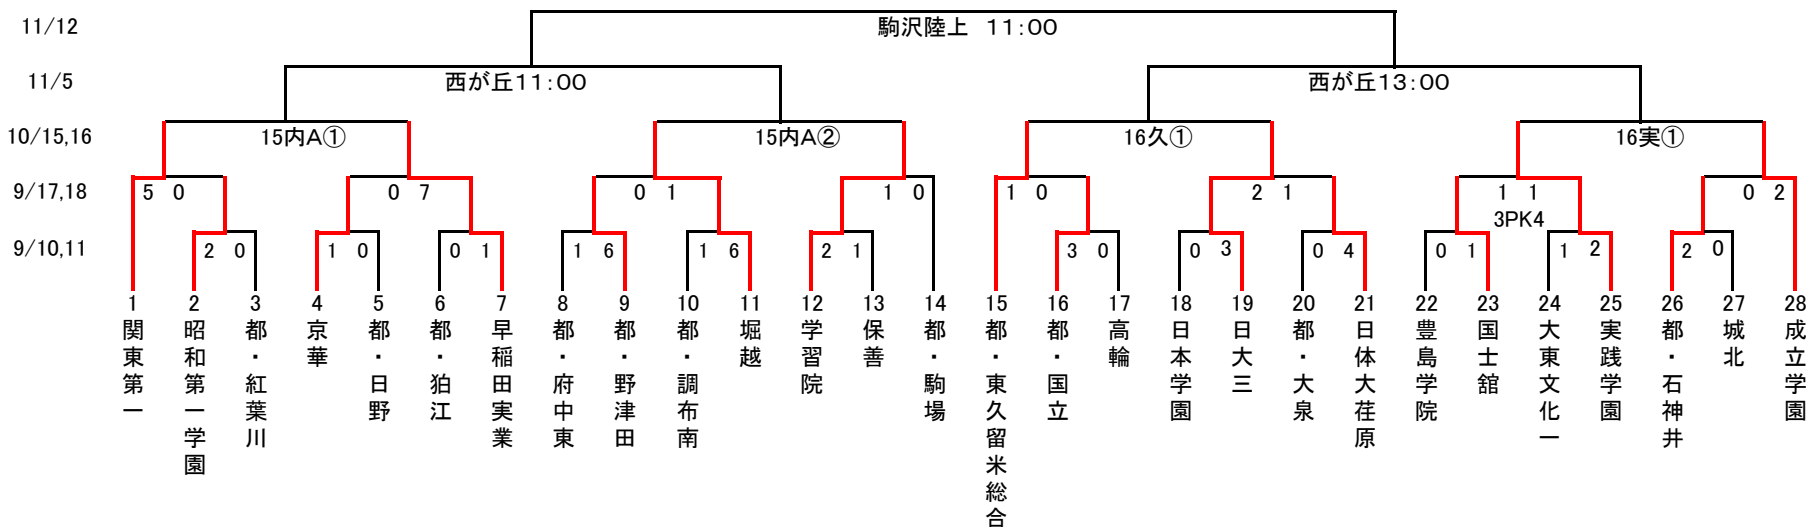 11/12 駒沢陸上 11:00
11/5 西が丘11:00 西が丘13:00
10/15,16 15内A① 15内A② 16久① 16実①
9/17,18 5 0 0 7 0 1 1 0 1 0 2 1 1 1 0 2
3PK4
9/10,11 2 0 1 0 0 1 1 6 1 6 2 1 3 0 0 3 0 4 0 1 1 2 2 0
1 2 3 4 5 6 7 8 9 10 11 12 13 14 15 16 17 18 19 20 21 22 23 24 25 26 27 28
関東第一
昭和第一学園
都・紅葉川
京華
都・日野
都・狛江
早稲田実業
都・府中東
都・野津田
都・調布南
堀越
学習院
保善
都・駒場
都・東久留米総合
都・国立
高輪
日本学園
日大三
都・大泉
日体大荏原
豊島学院
国士舘
大東文化一
実践学園
都・石神井
城北
成立学園